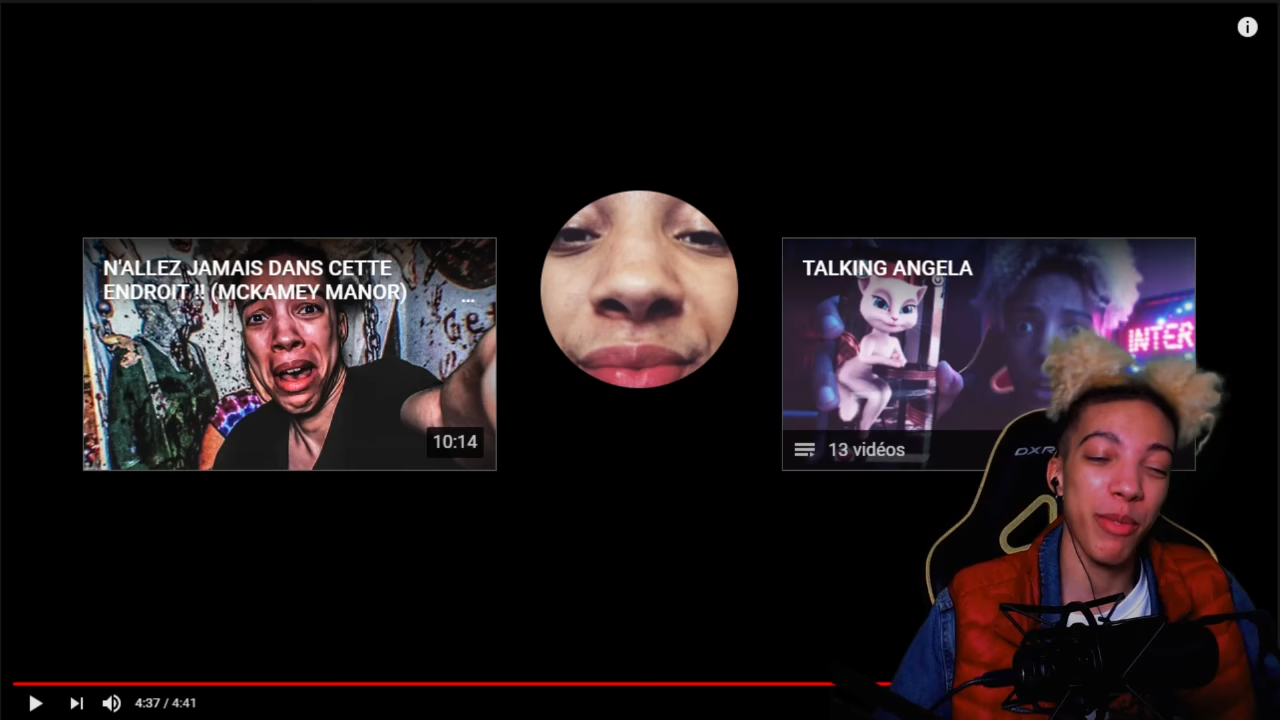 N'ALLEZ JAMAIS DANS CETTE
ENDROIT !! (MCKAMEY MANOR)
Ge
10:14
TALKING ANGELA
INTER
13 vidéos
DXR
4:37 / 4:41